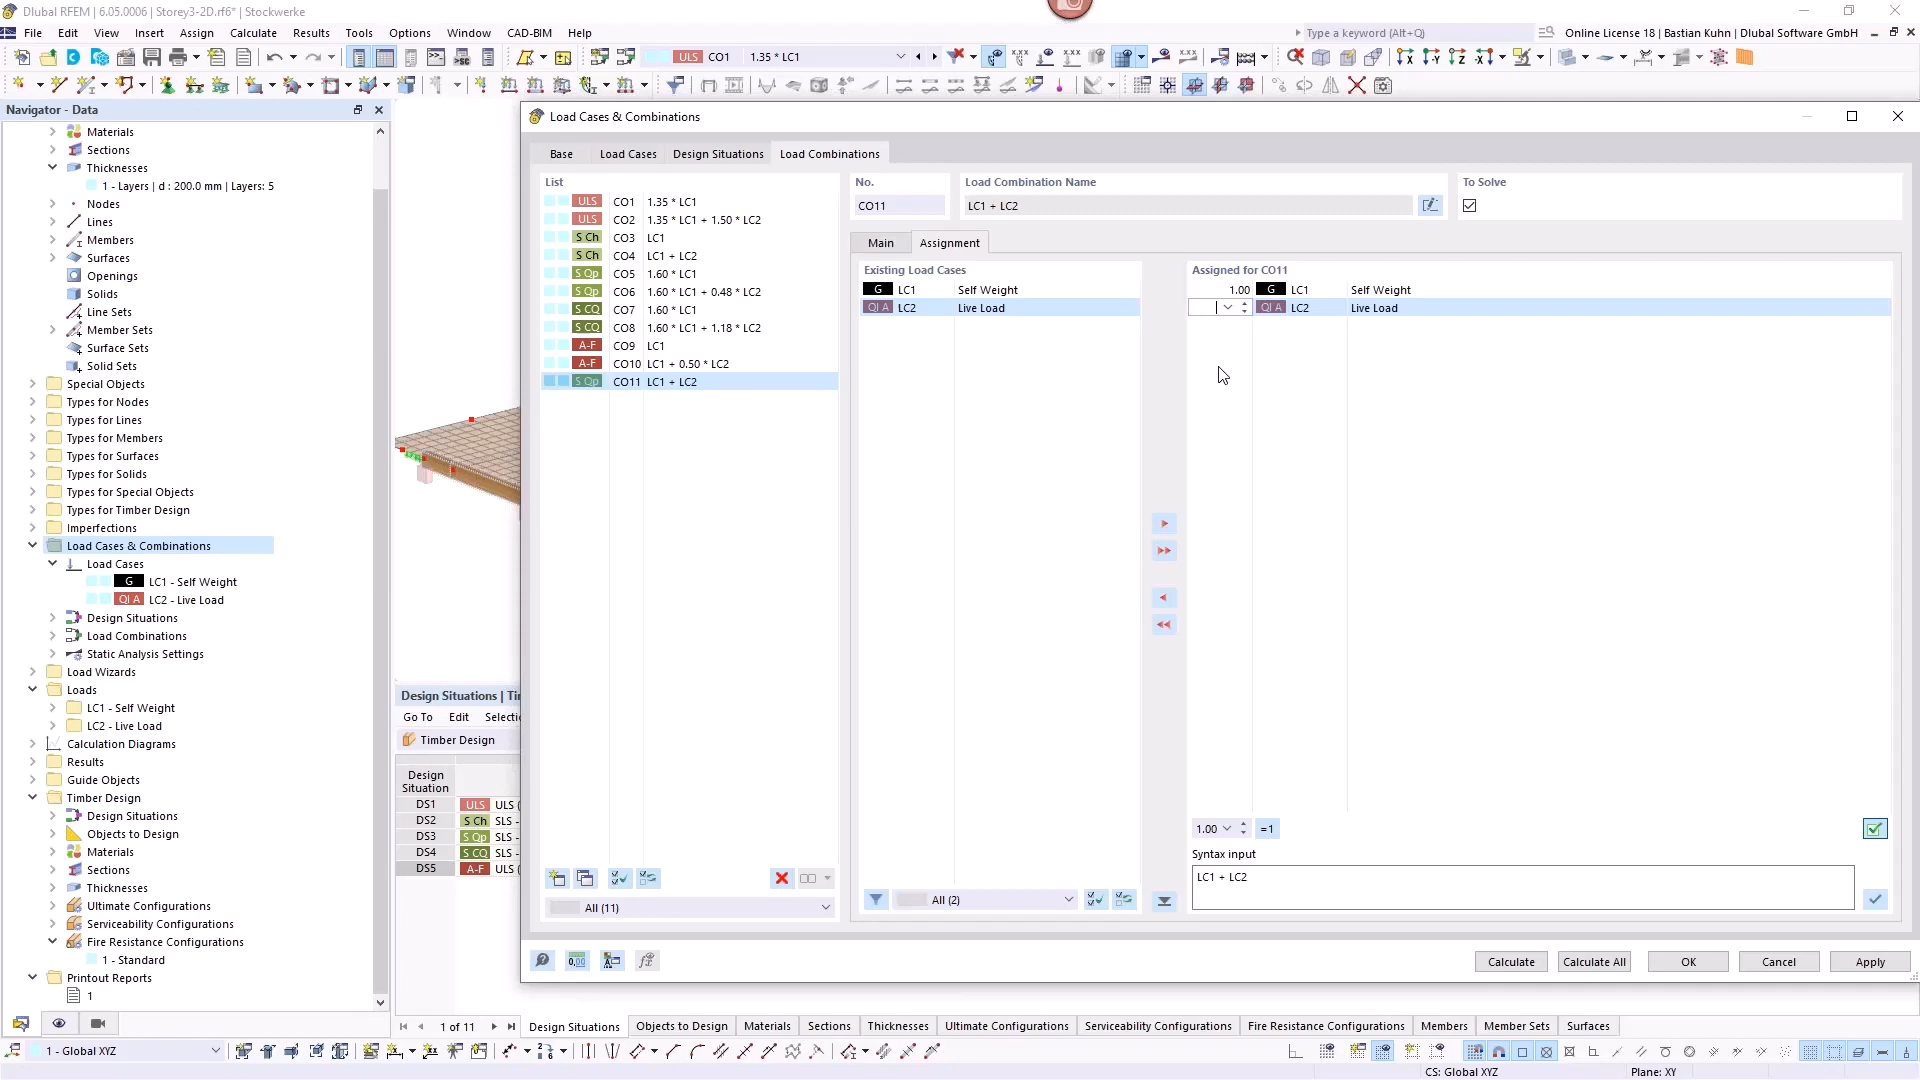 Dlubal RFEM | 6.05.0006 | Storey3-2D.rf6* | Stockwerke
File Edit View Insert Assign Calculate Results Tools Options Window CAD-BIM Help
Type a keyword (Alt+Q)
Online License 18 | Bastian Kuhn | Dlubal Software GmbH
ULS CO1 1.35 * LC1
Navigator - Data
Materials
Sections
Thicknesses
1 - Layers | d : 200.0 mm | Layers: 5
Nodes
Lines
Members
Surfaces
Openings
Solids
Line Sets
Member Sets
Surface Sets
Solid Sets
Special Objects
Types for Nodes
Types for Lines
Types for Members
Types for Surfaces
Types for Solids
Types for Special Objects
Types for Timber Design
Imperfections
Load Cases & Combinations
Load Cases
G LC1 - Self Weight
QI A LC2 - Live Load
Design Situations
Load Combinations
Static Analysis Settings
Load Wizards
Loads
LC1 - Self Weight
LC2 - Live Load
Calculation Diagrams
Results
Guide Objects
Timber Design
Design Situations
Objects to Design
Materials
Sections
Thicknesses
Ultimate Configurations
Serviceability Configurations
Fire Resistance Configurations
1 - Standard
Printout Reports
1
1 - Global XYZ
Design Situations | Ti
Go To Edit Selecti
Timber Design
Design
Situation
DS1 ULS ULS (
DS2 S Ch SLS -
DS3 S Qp SLS -
DS4 S CQ SLS -
DS5 A-F ULS (
Load Cases & Combinations
Base Load Cases Design Situations Load Combinations
List
ULS CO1 1.35 * LC1
ULS CO2 1.35 * LC1 + 1.50 * LC2
S Ch CO3 LC1
S Ch CO4 LC1 + LC2
S Qp CO5 1.60 * LC1
S Qp CO6 1.60 * LC1 + 0.48 * LC2
S CQ CO7 1.60 * LC1
S CQ CO8 1.60 * LC1 + 1.18 * LC2
A-F CO9 LC1
A-F CO10 LC1 + 0.50 * LC2
S Qp CO11 LC1 + LC2
All (11)
No.
CO11
Load Combination Name
LC1 + LC2
To Solve
Main Assignment
Existing Load Cases
G LC1 Self Weight
QI A LC2 Live Load
All (2)
Assigned for CO11
1.00 G LC1 Self Weight
QI A LC2 Live Load
1.00 =1
Syntax input
LC1 + LC2
Calculate Calculate All OK Cancel Apply
1 of 11 Design Situations Objects to Design Materials Sections Thicknesses Ultimate Configurations Serviceability Configurations Fire Resistance Configurations Members Member Sets Surfaces
CS: Global XYZ Plane: XY